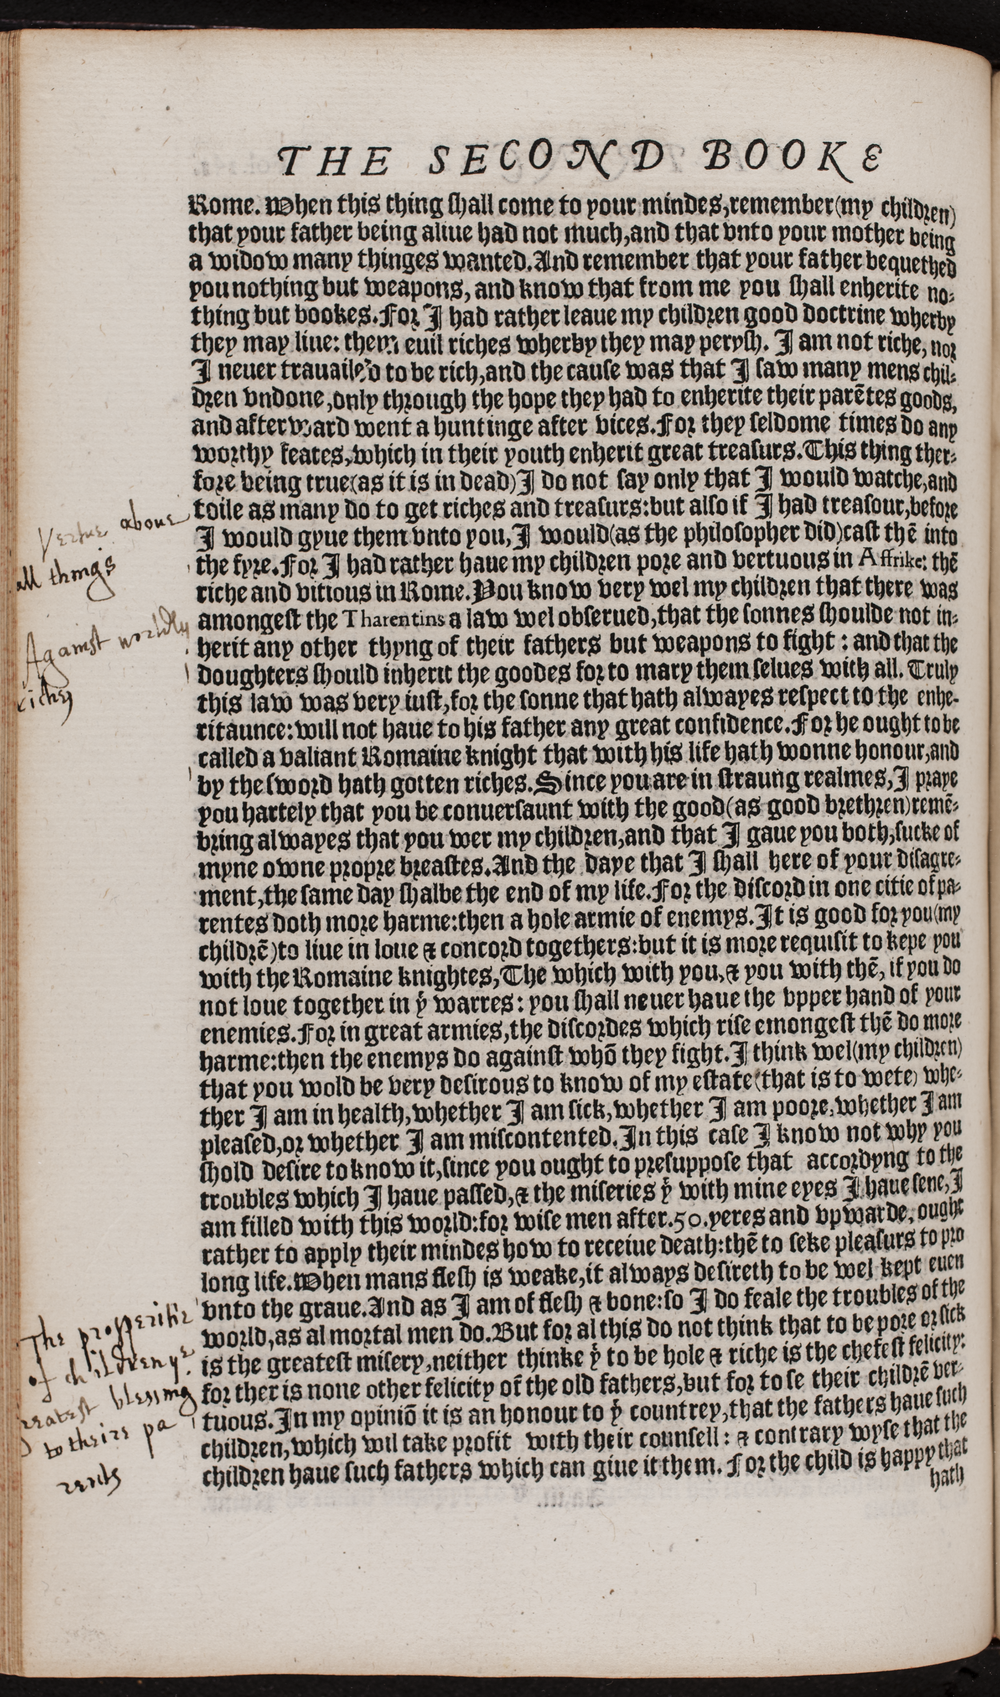 THE SECOND BOOKE
Rome. When this thing shall come to your mindes, remember (my children)
that your father being aliue had not much, and that vnto your mother being
a widow many thinges wanted. And remember that your father bequethed
you nothing but weapons, and know that from me you shall enherite no-
thing but bookes. For I had rather leaue my children good doctrine wherby
they may liue: then euil riches wherby they may perysh. I am not riche, nor
I neuer trauailed to be rich, and the cause was that I saw many mens chil-
dren vndone, only through the hope they had to enherite their parētes goods,
and afterward went a huntinge after vices. For they seldome times do any
worthy feates, which in their youth enherit great treasurs. This thing ther-
fore being true (as it is in dead) I do not say only that I would watche, and
toile as many do to get riches and treasurs: but also if I had treasour, before
I would gyue them vnto you, I would (as the philosopher did) cast thē into
the fyre. For I had rather haue my children pore and vertuous in Affrike: thē
riche and vitious in Rome. You know very wel my children that there was
amongest the Tharentins a law wel obserued, that the sonnes shoulde not in-
herit any other thyng of their fathers but weapons to fight: and that the
doughters should inherit the goodes for to mary them selues with all. Truly
this law was very iust, for the sonne that hath alwayes respect to the enhe-
ritaunce: will not haue to his father any great confidence. For he ought to be
called a valiant Romaine knight that with his life hath wonne honour, and
by the sword hath gotten riches. Since you are in straung realmes, I praye
you hartely that you be conuersaunt with the good (as good brethren) remē-
bring alwayes that you wer my children, and that I gaue you both, sucke of
myne owne propre breastes. And the daye that I shall here of your disagre-
ment, the same day shalbe the end of my life. For the discord in one citie of pa-
rentes doth more harme: then a hole armie of enemys. It is good for you (my
childrē) to liue in loue & concord togethers: but it is more requisit to kepe you
with the Romaine knightes, The which with you, & you with thē, if you do
not loue together in yͤ warres: you shall neuer haue the vpper hand of your
enemies. For in great armies, the discordes which rise emongest thē do more
harme: then the enemys do against whō they fight. I think wel (my children)
that you wold be very desirous to know of my estate (that is to wete) whe-
ther I am in health, whether I am sick, whether I am poore, whether I am
pleased, or whether I am miscontented. In this case I know not why you
shold desire to know it, since you ought to presuppose that accordyng to the
troubles which I haue passed, & the miseries yͭ with mine eyes I haue sene, I
am filled with this world: for wise men after .50. yeres and vpwarde, ought
rather to apply their mindes how to receiue death: thē to seke pleasurs to pro
long life. When mans flesh is weake, it always desireth to be wel kept euen
vnto the graue. And as I am of flesh & bone: so I do feale the troubles of the
world, as al mortal men do. But for al this do not think that to be pore or sick
is the greatest misery, neither thinke yͭ to be hole & riche is the chefest felicity:
for ther is none other felicity of the old fathers, but for to se their childrē ver-
tuous. In my opiniō it is an honour to yͤ countrey, that the fathers haue such
children, which wil take profit with their counsell: & contrary wyse that the
children haue such fathers which can giue it them. For the child is happy that
hath
Vertue aboue
all things
Against worldly
riches
The prosperitie
of children ye
greatest blessing
to theire pa
rents